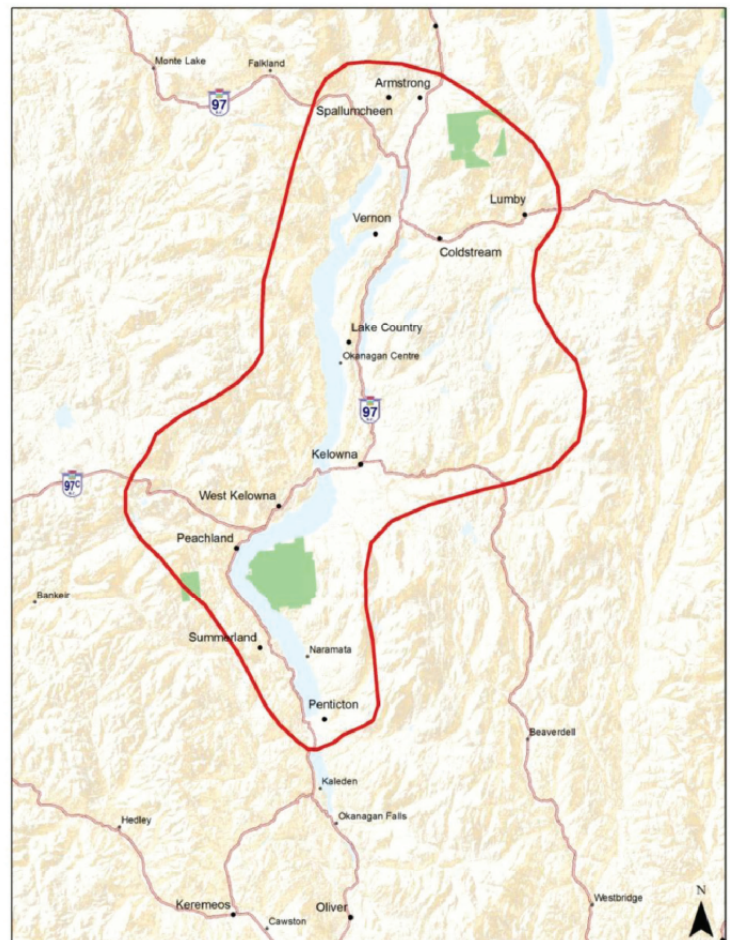 Monte Lake
Falkland
97
Armstrong
Spallumcheen
Lumby
Vernon
Coldstream
Lake Country
Okanagan Centre
97
Kelowna
97C
West Kelowna
Peachland
Bankeir
Summerland
Naramata
Penticton
Beaverdell
Kaleden
Okanagan Falls
Hedley
Westbridge
N
Keremeos
Oliver
Cawston